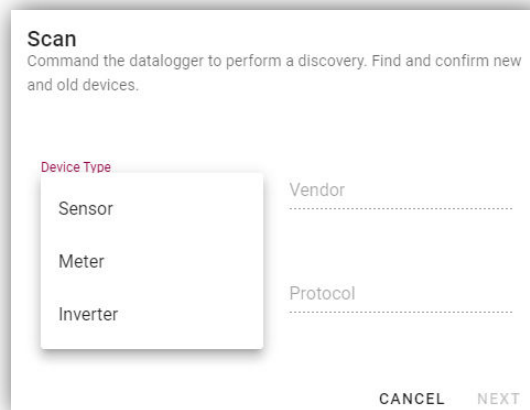 Scan
Command the datalogger to perform a discovery. Find and confirm new
and old devices.
Device Type
Sensor
Meter
Inverter
Vendor
Protocol
CANCEL NEXT